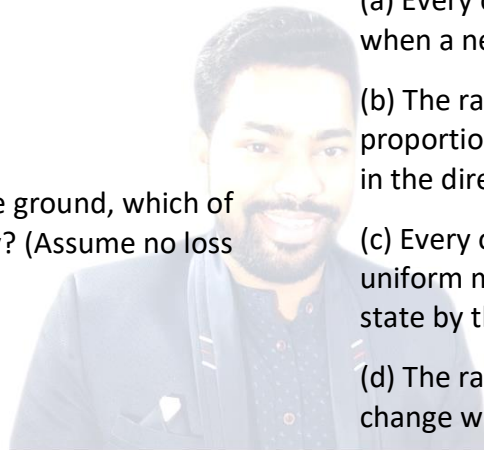 e ground, which of
? (Assume no loss
(a) Every
when a ne
(b) The ra
proportio
in the dire
(c) Every
uniform m
state by t
(d) The ra
change w